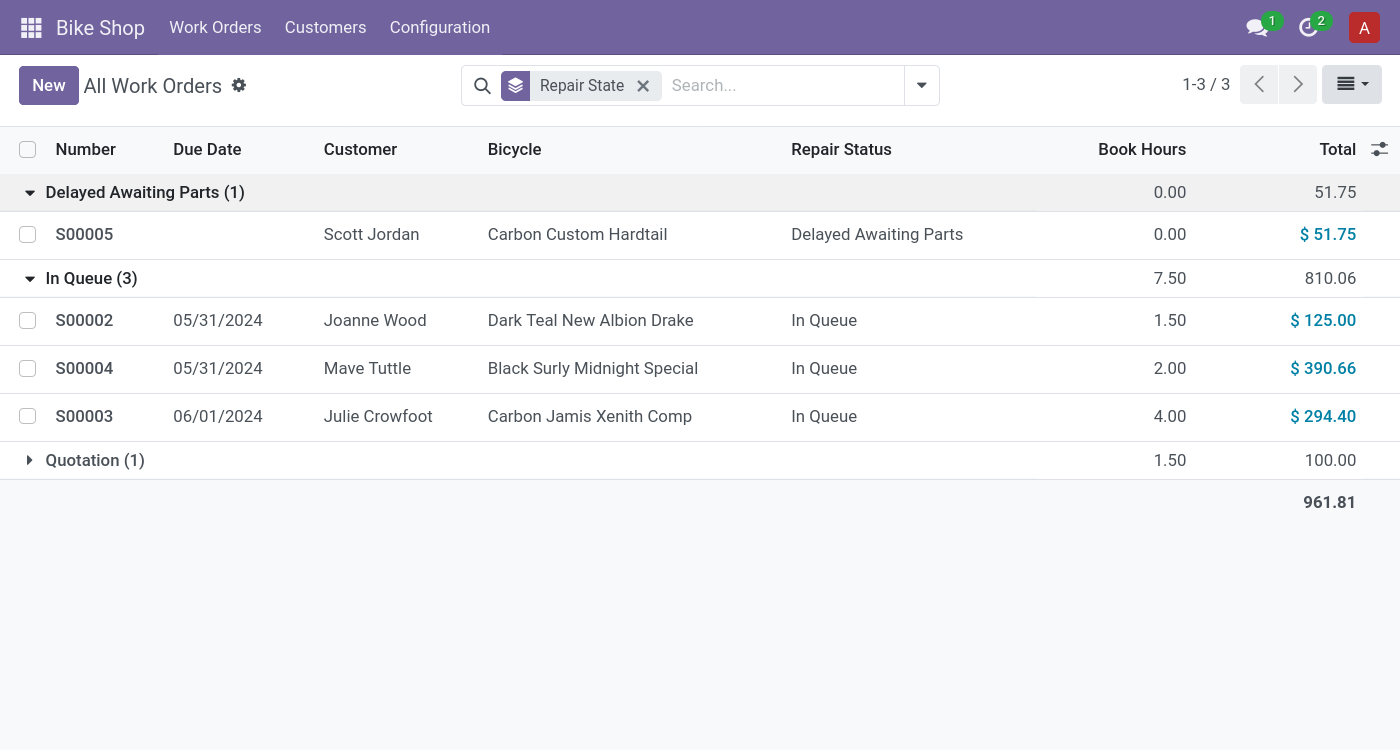 Bike Shop Work Orders Customers Configuration 1 2 A
New All Work Orders Repair State Search... 1-3 / 3
Number Due Date Customer Bicycle Repair Status Book Hours Total
Delayed Awaiting Parts (1) 0.00 51.75
S00005 Scott Jordan Carbon Custom Hardtail Delayed Awaiting Parts 0.00 $ 51.75
In Queue (3) 7.50 810.06
S00002 05/31/2024 Joanne Wood Dark Teal New Albion Drake In Queue 1.50 $ 125.00
S00004 05/31/2024 Mave Tuttle Black Surly Midnight Special In Queue 2.00 $ 390.66
S00003 06/01/2024 Julie Crowfoot Carbon Jamis Xenith Comp In Queue 4.00 $ 294.40
Quotation (1) 1.50 100.00
961.81